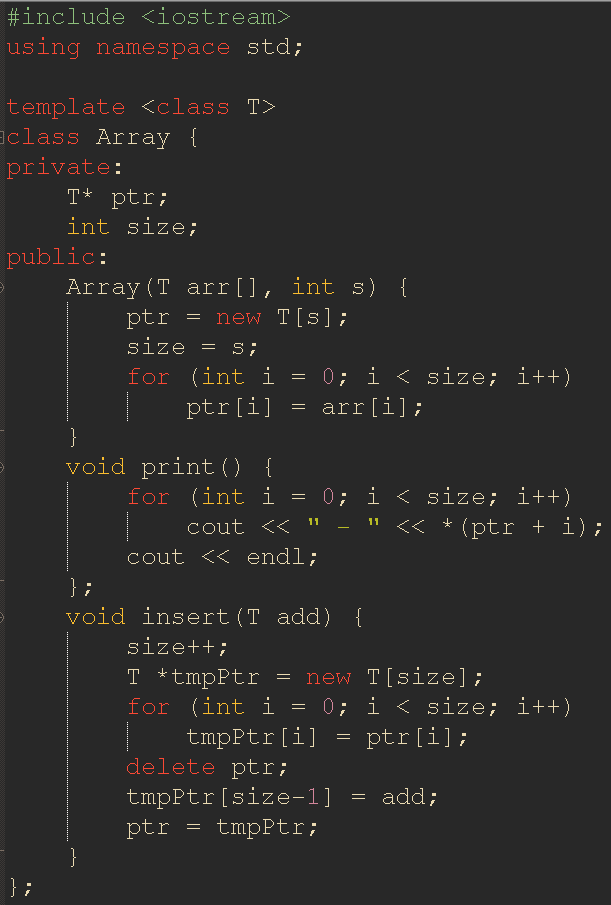 #include <iostream>
using namespace std;

template <class T>
class Array {
private:
    T* ptr;
    int size;
public:
    Array(T arr[], int s) {
        ptr = new T[s];
        size = s;
        for (int i = 0; i < size; i++)
            ptr[i] = arr[i];
    }
    void print() {
        for (int i = 0; i < size; i++)
            cout << " - " << *(ptr + i);
        cout << endl;
    };
    void insert(T add) {
        size++;
        T *tmpPtr = new T[size];
        for (int i = 0; i < size; i++)
            tmpPtr[i] = ptr[i];
        delete ptr;
        tmpPtr[size-1] = add;
        ptr = tmpPtr;
    }
};